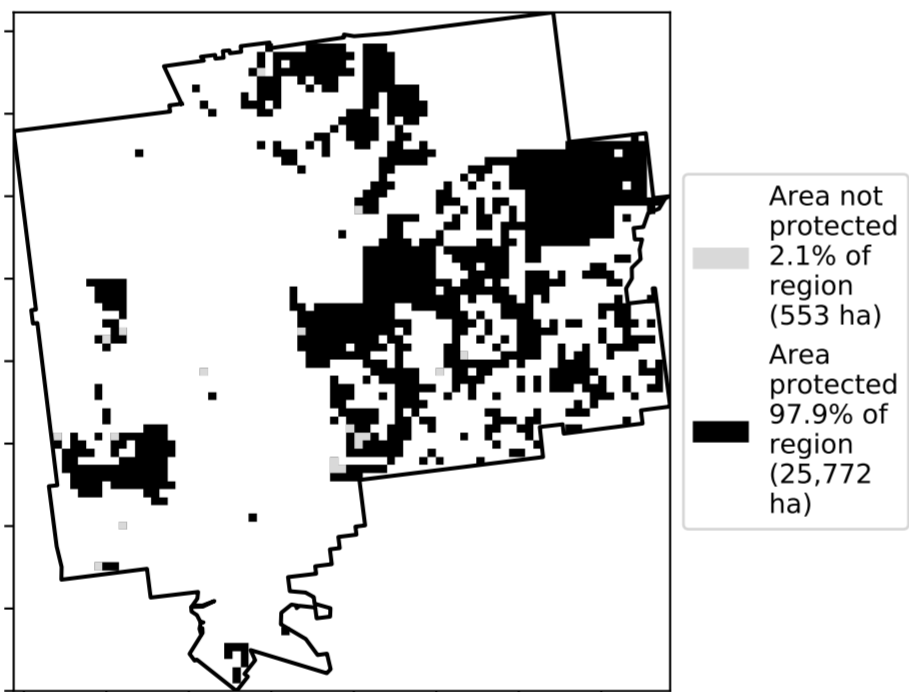 Area not
protected
2.1% of
region
(553 ha)
Area
protected
97.9% of
region
(25,772
ha)